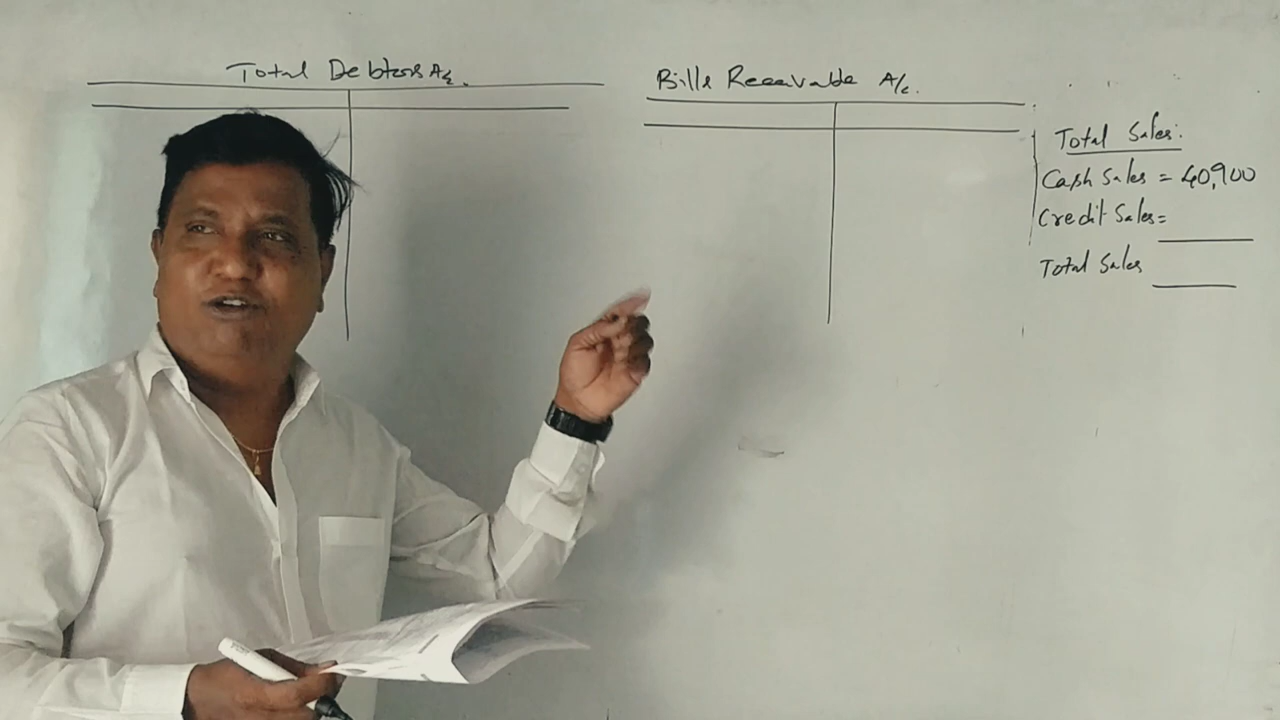 Total Debtors A/c.
Bills Receivable A/c.
Total Sales:
Cash Sales = 40,900
Credit Sales=
Total Sales